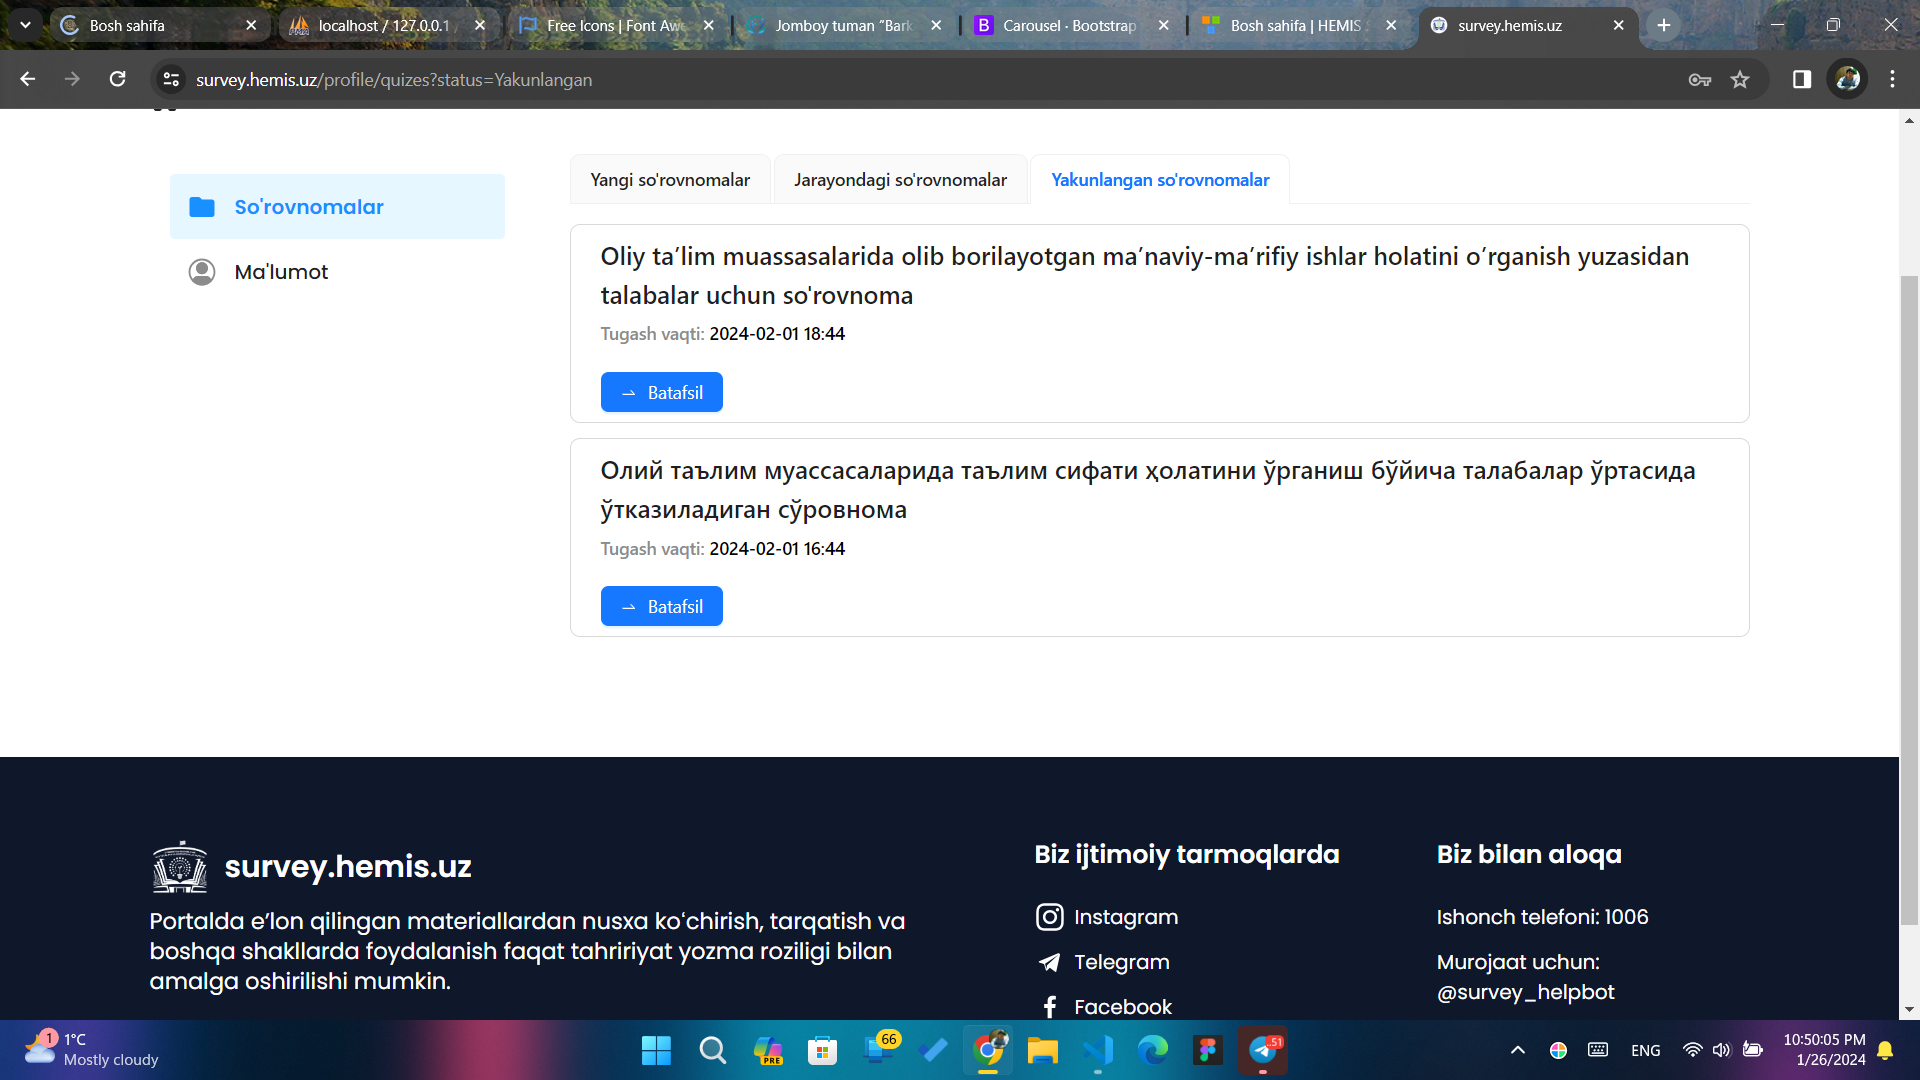 Bosh sahifa
localhost / 127.0.0.1 /
Free Icons | Font Awe
Jomboy tuman "Bark
Carousel · Bootstrap
Bosh sahifa | HEMIS S
survey.hemis.uz
survey.hemis.uz/profile/quizes?status=Yakunlangan
So'rovnomalar
Ma'lumot
Yangi so'rovnomalar
Jarayondagi so'rovnomalar
Yakunlangan so'rovnomalar
Oliy ta’lim muassasalarida olib borilayotgan ma’naviy-ma’rifiy ishlar holatini o’rganish yuzasidan
talabalar uchun so'rovnoma
Tugash vaqti: 2024-02-01 18:44
→ Batafsil
Олий таълим муассасаларида таълим сифати ҳолатини ўрганиш бўйича талабалар ўртасида
ўтказиладиган сўровнома
Tugash vaqti: 2024-02-01 16:44
→ Batafsil
survey.hemis.uz
Portalda e’lon qilingan materiallardan nusxa ko‘chirish, tarqatish va
boshqa shakllarda foydalanish faqat tahririyat yozma roziligi bilan
amalga oshirilishi mumkin.
Biz ijtimoiy tarmoqlarda
Instagram
Telegram
Facebook
Biz bilan aloqa
Ishonch telefoni: 1006
Murojaat uchun:
@survey_helpbot
1
1°C
Mostly cloudy
PRE
66
..51
ENG
10:50:05 PM
1/26/2024